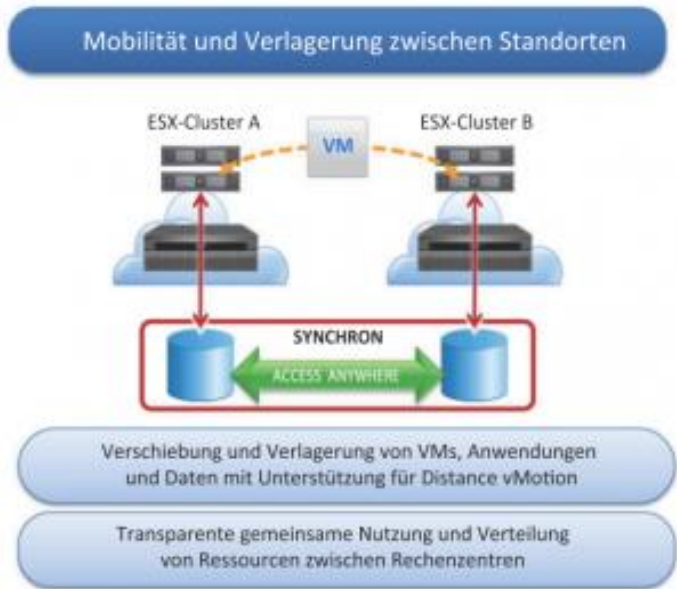 Mobilität und Verlagerung zwischen Standorten
ESX-Cluster A
ESX-Cluster B
VM
SYNCHRON
ACCESS ANYWHERE
Verschiebung und Verlagerung von VMs, Anwendungen
und Daten mit Unterstützung für Distance vMotion
Transparente gemeinsame Nutzung und Verteilung
von Ressourcen zwischen Rechenzentren